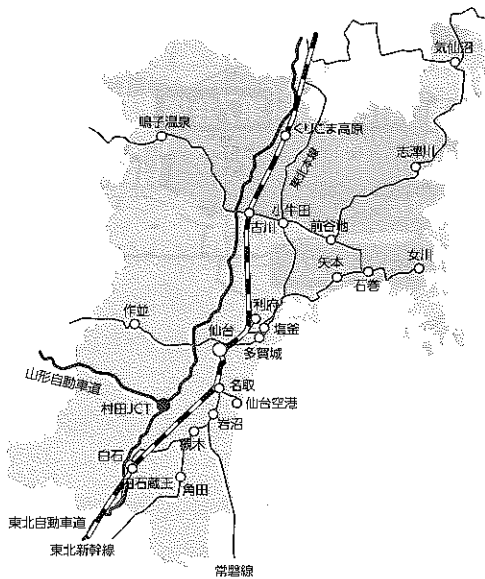 気仙沼
鳴子温泉
くりこま高原
志津川
東北本線
小牛田
古川
前谷地
女川
矢本
石巻
利府
作並
仙台
塩釜
多賀城
山形自動車道
名取
村田JCT
仙台空港
岩沼
槻木
白石
白石蔵王
角田
東北自動車道
東北新幹線
常磐線